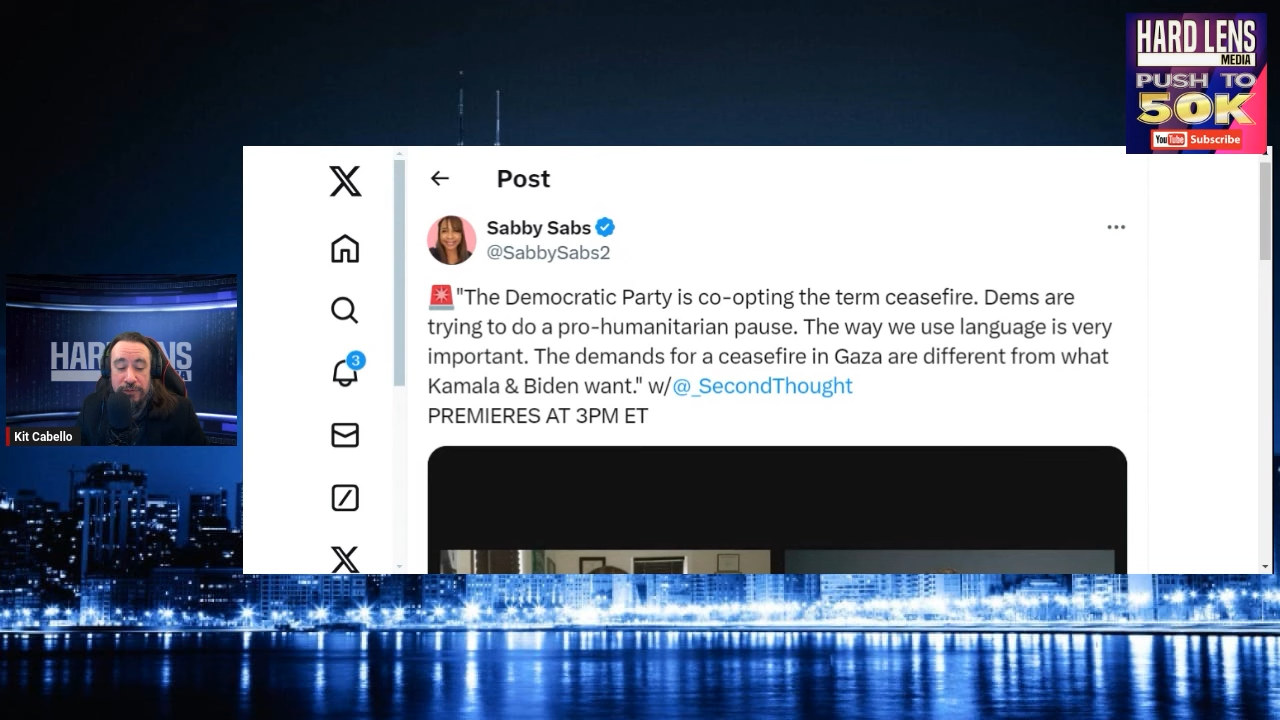 HARD LENS
MEDIA
PUSH TO
50K
YouTube Subscribe
Post
Sabby Sabs
@SabbySabs2
🚨"The Democratic Party is co-opting the term ceasefire. Dems are
trying to do a pro-humanitarian pause. The way we use language is very
important. The demands for a ceasefire in Gaza are different from what
Kamala & Biden want." w/@_SecondThought
PREMIERES AT 3PM ET
3
Kit Cabello